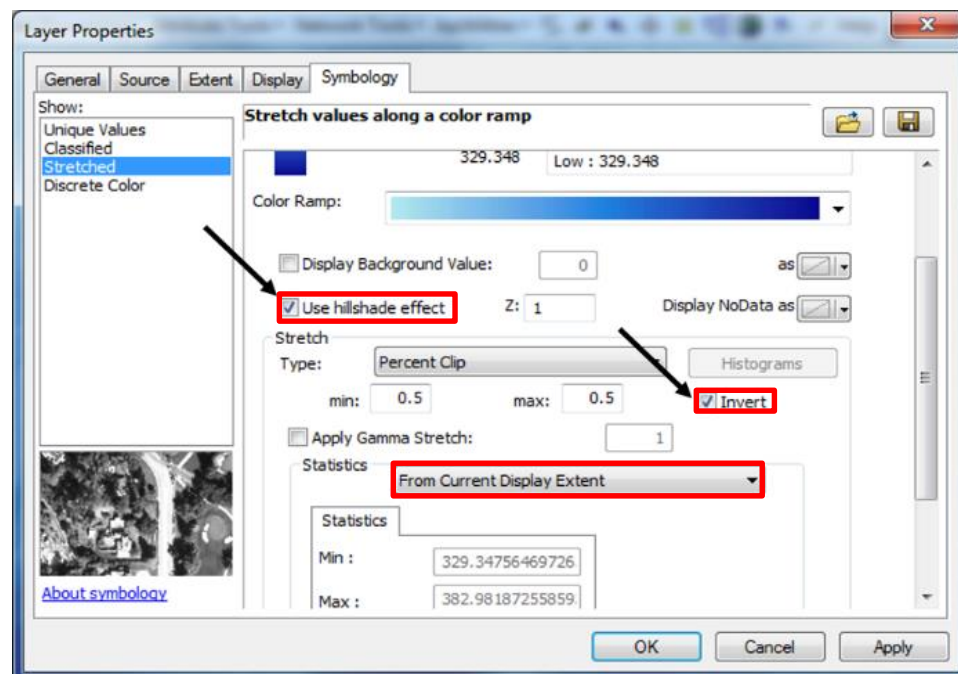 Layer Properties
General Source Extent Display Symbology
Show:
Unique Values
Classified
Stretched
Discrete Color
About symbology
Stretch values along a color ramp
329.348 Low : 329.348
Color Ramp:
Display Background Value: 0 as
Use hillshade effect Z: 1 Display NoData as
Stretch
Type: Percent Clip Histograms
min: 0.5 max: 0.5 Invert
Apply Gamma Stretch: 1
Statistics
From Current Display Extent
Statistics
Min : 329.34756469726
Max : 382.98187255859
OK Cancel Apply